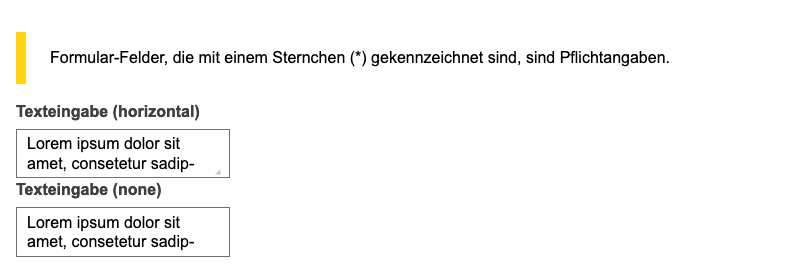 Formular-Felder, die mit einem Sternchen (*) gekennzeichnet sind, sind Pflichtangaben.
Texteingabe (horizontal)
Lorem ipsum dolor sit
amet, consetetur sadip-
Texteingabe (none)
Lorem ipsum dolor sit
amet, consetetur sadip-